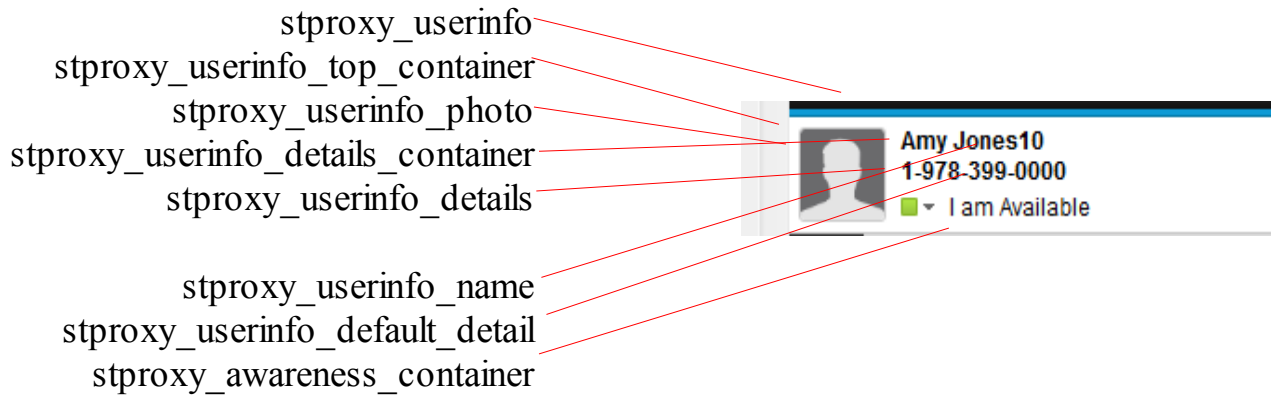 stproxy_userinfo
stproxy_userinfo_top_container
stproxy_userinfo_photo
stproxy_userinfo_details_container
stproxy_userinfo_details
stproxy_userinfo_name
stproxy_userinfo_default_detail
stproxy_awareness_container
Amy Jones10
1-978-399-0000
I am Available